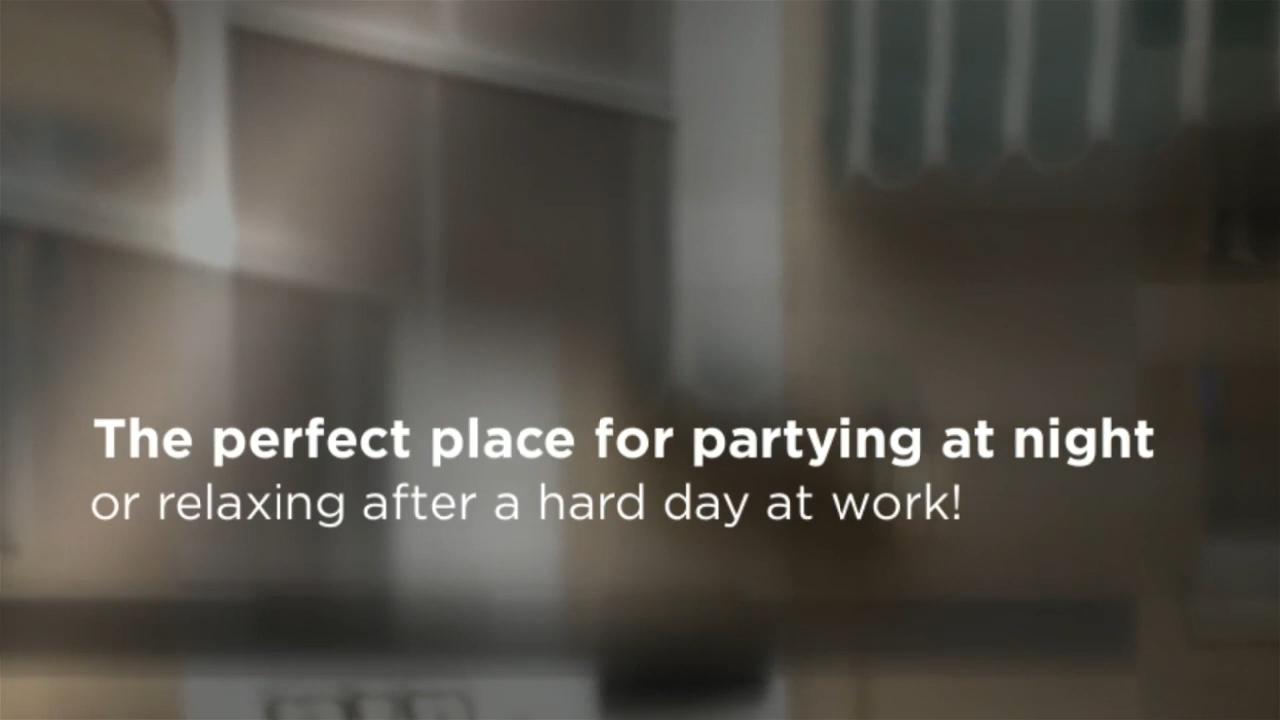 The perfect place for partying at night
or relaxing after a hard day at work!